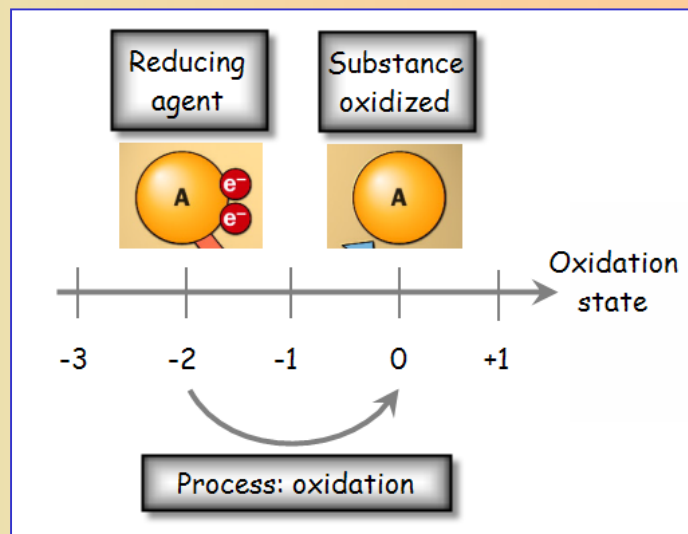 Reducing
agent
Substance
oxidized
A
e-
e-
A
Oxidation
state
-3 -2 -1 0 +1
Process: oxidation